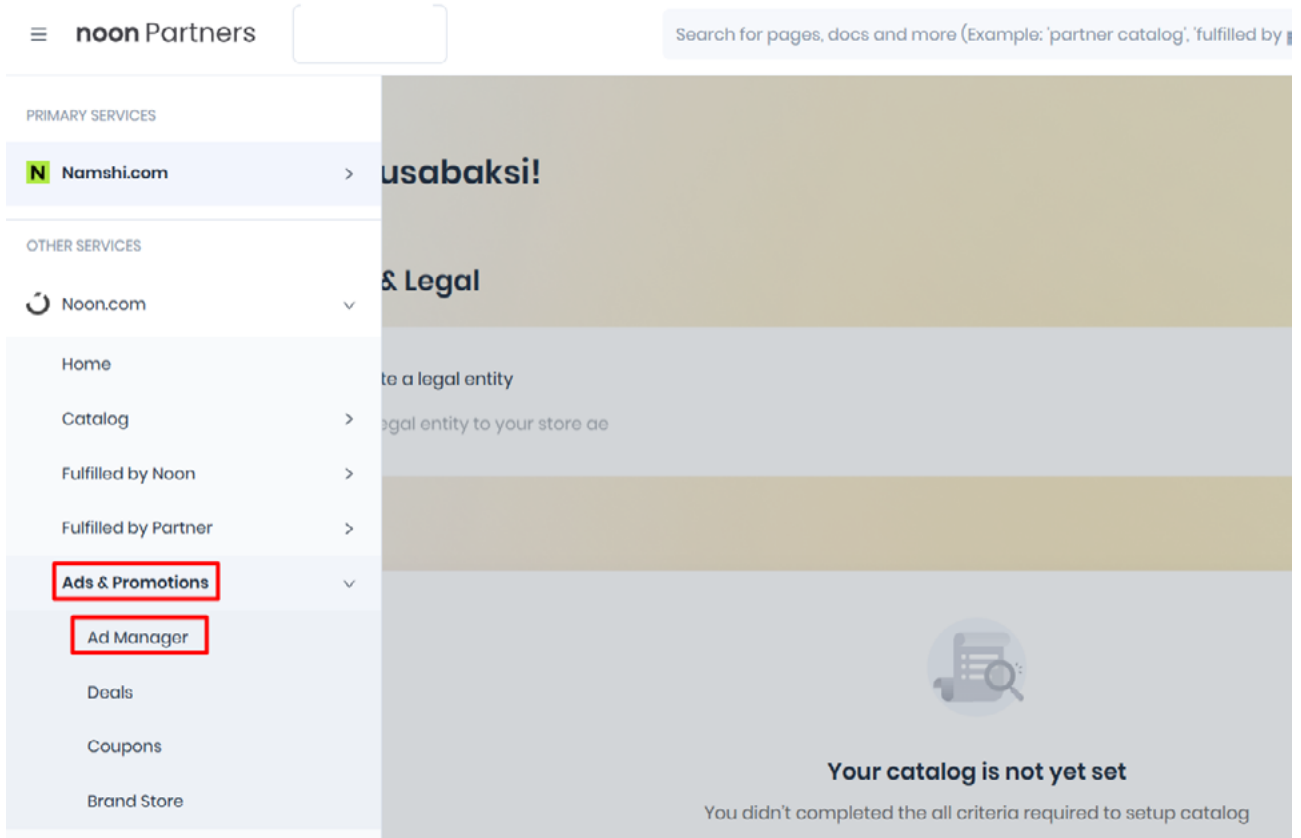 noon Partners
Search for pages, docs and more (Example: 'partner catalog', 'fulfilled by
PRIMARY SERVICES
N Namshi.com
usabaksi!
OTHER SERVICES
& Legal
Noon.com
Home
te a legal entity
Catalog
egal entity to your store ae
Fulfilled by Noon
Fulfilled by Partner
Ads & Promotions
Ad Manager
Deals
Coupons
Your catalog is not yet set
Brand Store
You didn't completed the all criteria required to setup catalog